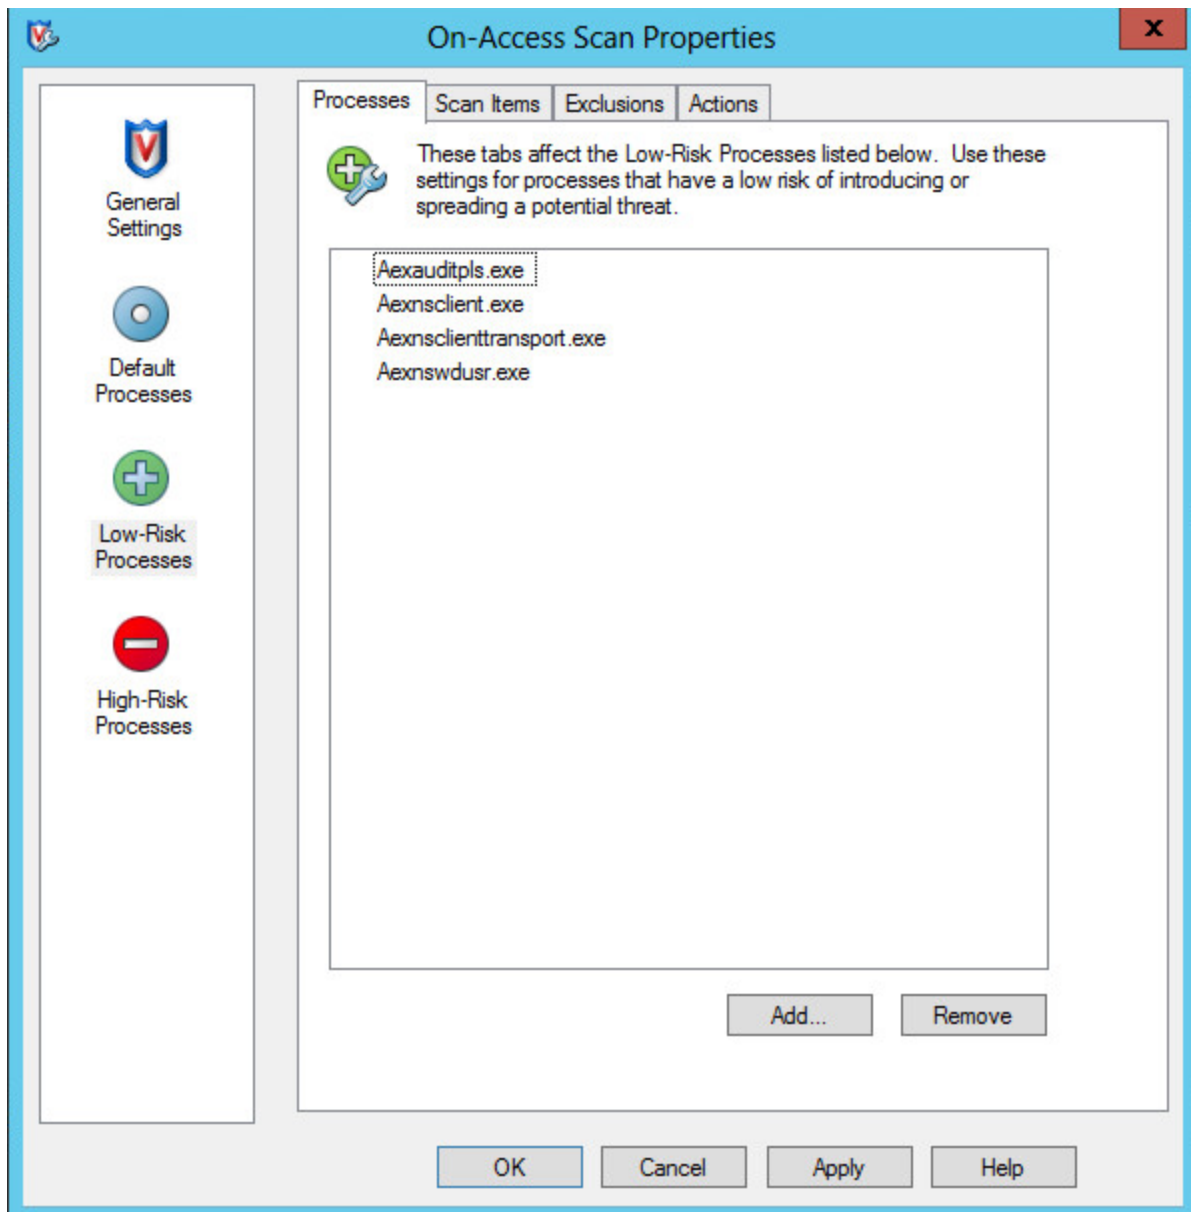 On-Access Scan Properties
x
General
Settings
Default
Processes
Low-Risk
Processes
High-Risk
Processes
Processes
Scan Items
Exclusions
Actions
These tabs affect the Low-Risk Processes listed below.  Use these
settings for processes that have a low risk of introducing or
spreading a potential threat.
Aexauditpls.exe
Aexnsclient.exe
Aexnsclienttransport.exe
Aexnswdusr.exe
Add...
Remove
OK
Cancel
Apply
Help